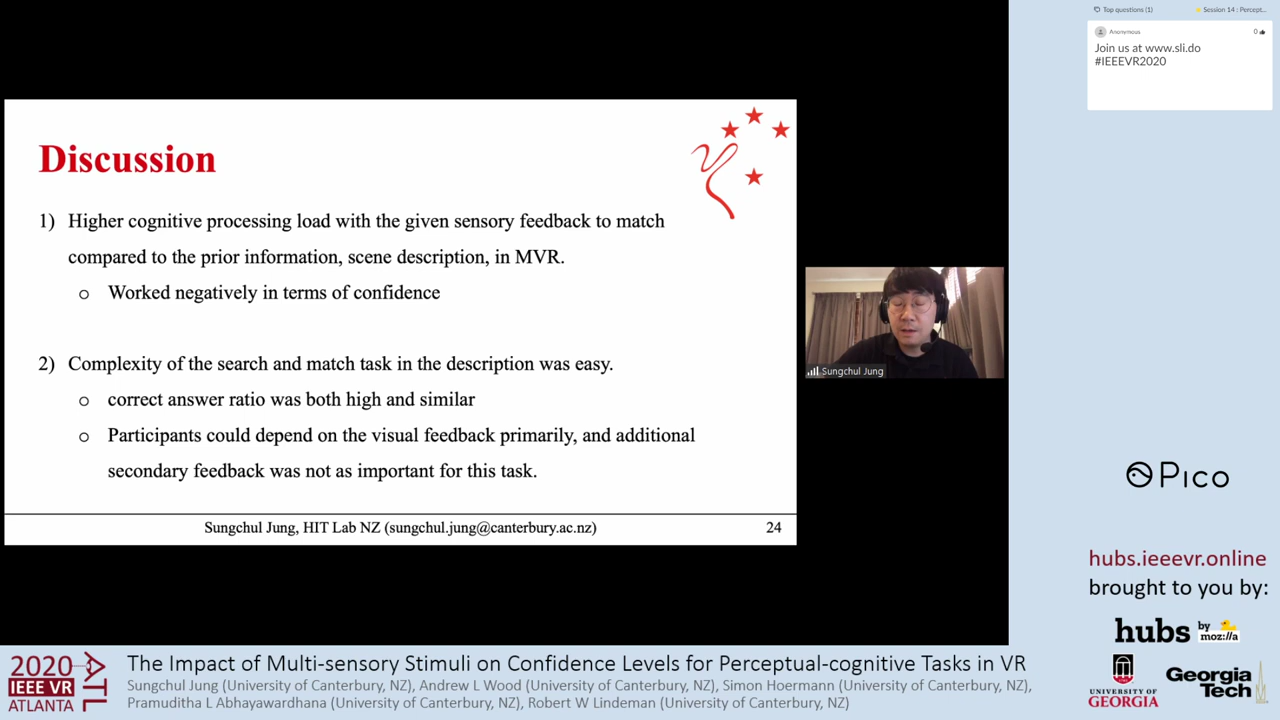 Discussion
1) Higher cognitive processing load with the given sensory feedback to match
compared to the prior information, scene description, in MVR.
o Worked negatively in terms of confidence
2) Complexity of the search and match task in the description was easy.
o correct answer ratio was both high and similar
o Participants could depend on the visual feedback primarily, and additional
secondary feedback was not as important for this task.
Sungchul Jung, HIT Lab NZ (sungchul.jung@canterbury.ac.nz)
24
Sungchul Jung
Top questions (1)
Session 14 : Percept...
Anonymous
0
Join us at www.sli.do
#IEEEVR2020
Pico
hubs.ieeevr.online
brought to you by:
hubs by
moz://a
UNIVERSITY OF
GEORGIA
Georgia
Tech
2020
IEEE VR
ATLANTA
ATL
The Impact of Multi-sensory Stimuli on Confidence Levels for Perceptual-cognitive Tasks in VR
Sungchul Jung (University of Canterbury, NZ), Andrew L Wood (University of Canterbury, NZ), Simon Hoermann (University of Canterbury, NZ),
Pramuditha L Abhayawardhana (University of Canterbury, NZ), Robert W Lindeman (University of Canterbury, NZ)